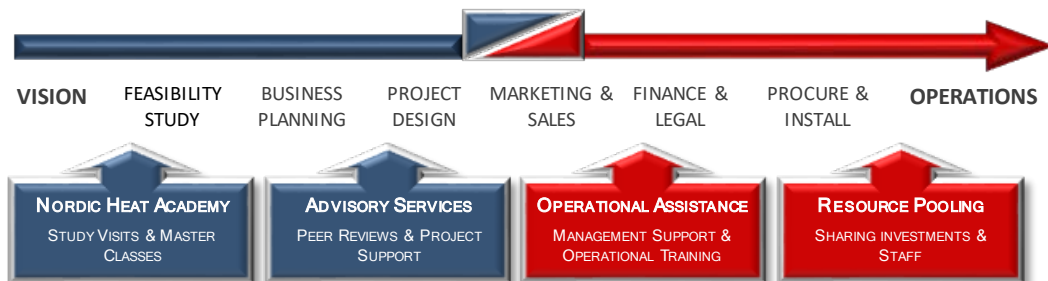 VISION
FEASIBILITY
STUDY
BUSINESS
PLANNING
PROJECT
DESIGN
MARKETING &
SALES
FINANCE &
LEGAL
PROCURE &
INSTALL
OPERATIONS
NORDIC HEAT ACADEMY
STUDY VISITS & MASTER
CLASSES
ADVISORY SERVICES
PEER REVIEWS & PROJECT
SUPPORT
OPERATIONAL ASSISTANCE
MANAGEMENT SUPPORT &
OPERATIONAL TRAINING
RESOURCE POOLING
SHARING INVESTMENTS &
STAFF